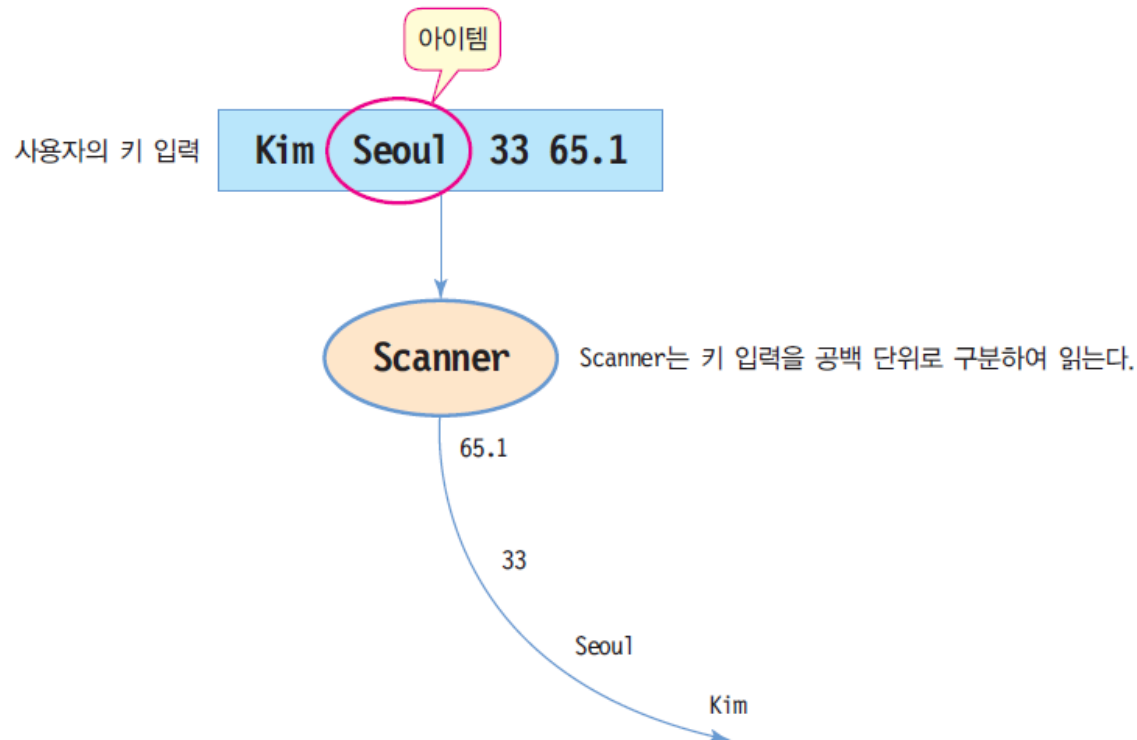 아이템
사용자의 키 입력 Kim Seoul 33 65.1
Scanner Scanner는 키 입력을 공백 단위로 구분하여 읽는다.
65.1
33
Seoul
Kim